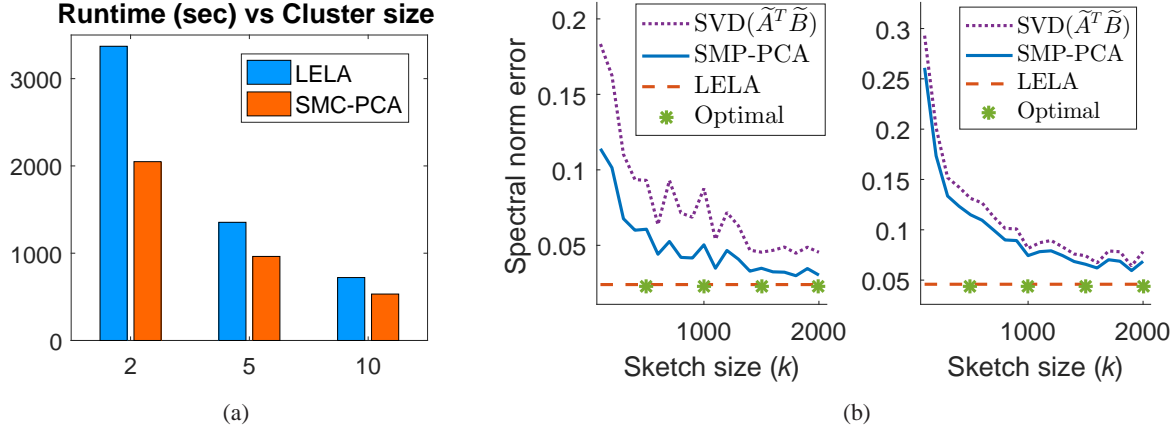 Runtime (sec) vs Cluster size
3000
2000
1000
0
LELA
SMC-PCA
2 5 10
(a)
Spectral norm error
0.2
0.15
0.1
0.05
SVD(Ã^T B̃)
SMP-PCA
LELA
Optimal
1000 2000
Sketch size (k)
0.3
0.25
0.2
0.15
0.1
0.05
SVD(Ã^T B̃)
SMP-PCA
LELA
Optimal
1000 2000
Sketch size (k)
(b)